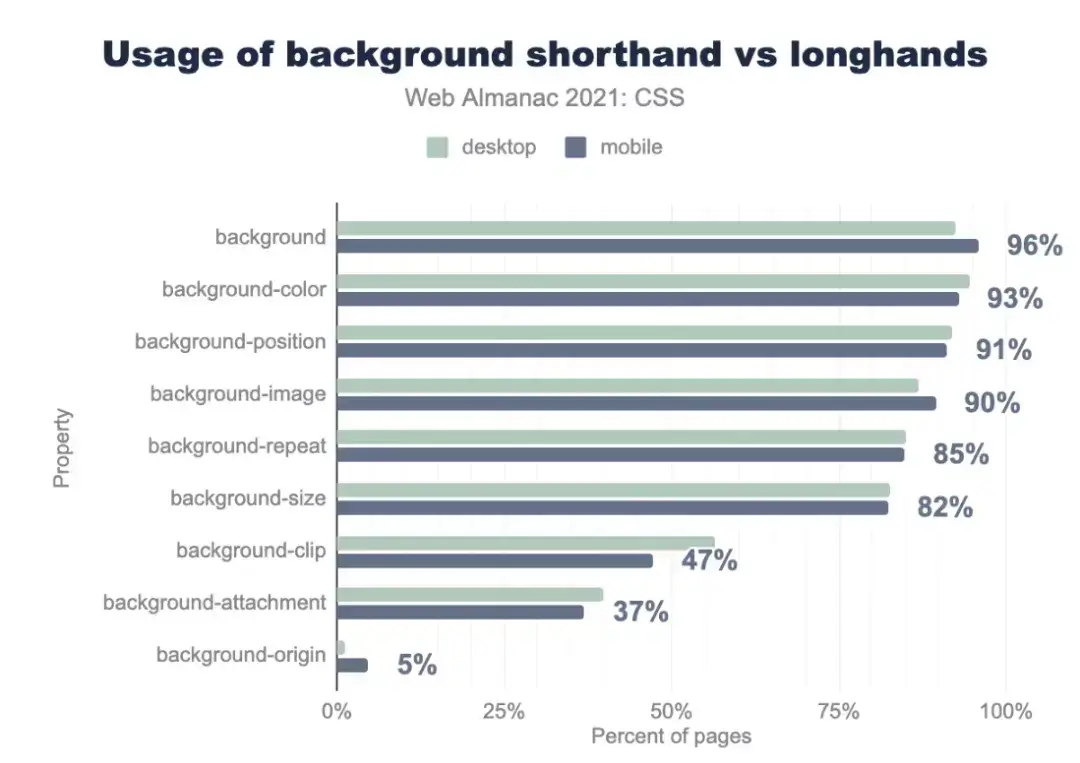 Usage of background shorthand vs longhands
Web Almanac 2021: CSS
desktop mobile
background 96%
background-color 93%
background-position 91%
background-image 90%
background-repeat 85%
background-size 82%
background-clip 47%
background-attachment 37%
background-origin 5%
Property
0% 25% 50% 75% 100%
Percent of pages